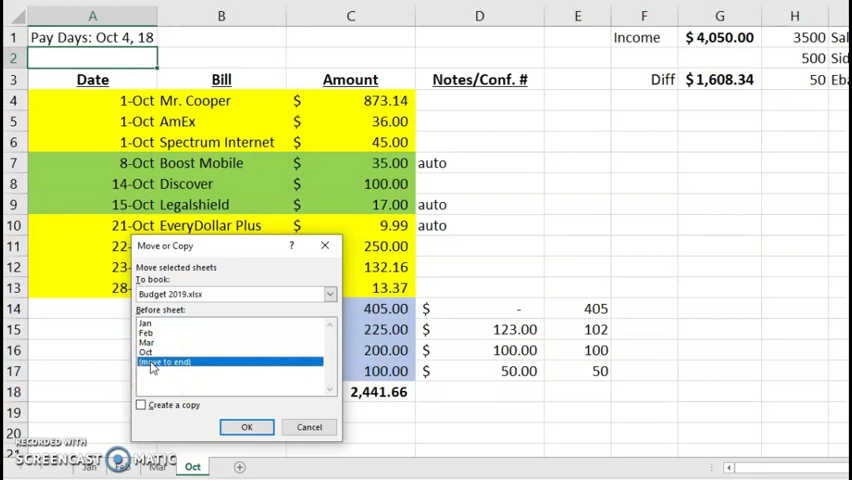 A B C D E F G H
1 Pay Days: Oct 4, 18 Income $ 4,050.00 3500 Sal
2 500 Sid
3 Date Bill Amount Notes/Conf. # Diff $ 1,608.34 50 Eba
4 1-Oct Mr. Cooper $ 873.14
5 1-Oct AmEx $ 36.00
6 1-Oct Spectrum Internet $ 45.00
7 8-Oct Boost Mobile $ 35.00 auto
8 14-Oct Discover $ 100.00
9 15-Oct Legalshield $ 17.00 auto
10 21-Oct EveryDollar Plus $ 9.99 auto
11 22- 250.00
12 23- 132.16
13 28- 13.37
14 405.00 $ - 405
15 225.00 $ 123.00 102
16 200.00 $ 100.00 100
17 100.00 $ 50.00 50
18 2,441.66
19
20
21
Move or Copy ? ×
Move selected sheets
To book:
Budget 2019.xlsx
Before sheet:
Jan
Feb
Mar
Oct
(move to end)
Create a copy
OK Cancel
RECORDED WITH
SCREENCAST MATIC
Jan Feb Mar Oct